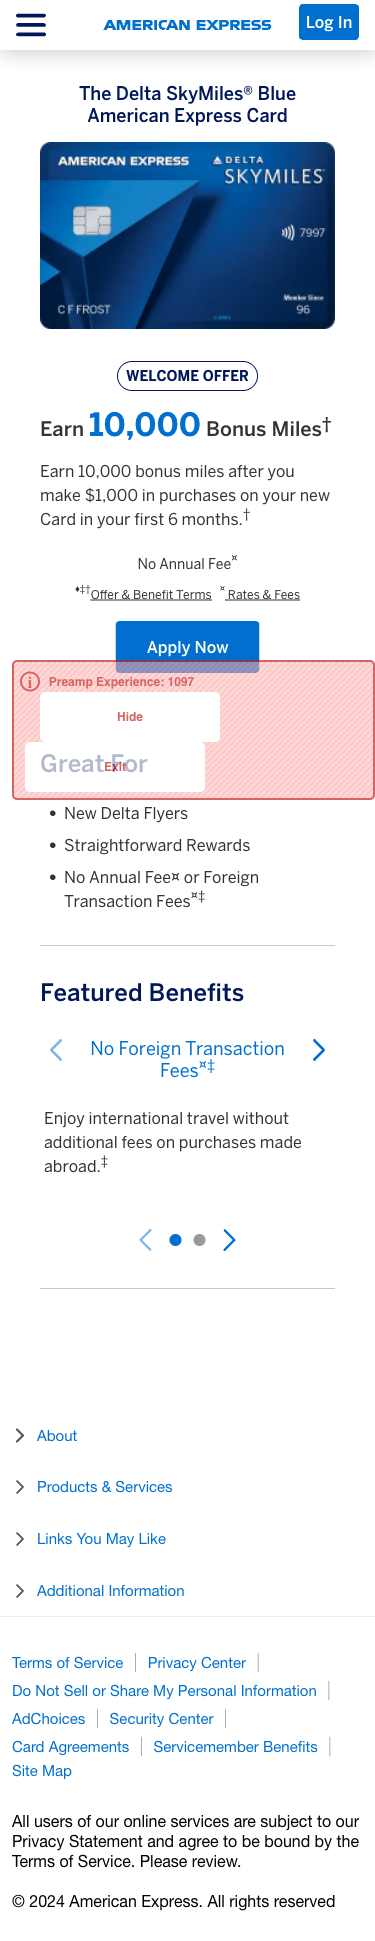 AMERICAN EXPRESS
Log In
The Delta SkyMiles® Blue
American Express Card
AMERICAN EXPRESS
DELTA
SKYMILES®
7997
Member Since
C F FROST
96
WELCOME OFFER
Earn 10,000 Bonus Miles†
Earn 10,000 bonus miles after you
make $1,000 in purchases on your new
Card in your first 6 months.†
No Annual Fee¤
♦‡†Offer & Benefit Terms ¤ Rates & Fees
Apply Now
Preamp Experience: 1097
Hide
Great For
Exit
• New Delta Flyers
• Straightforward Rewards
• No Annual Fee¤ or Foreign
Transaction Fees¤‡
Featured Benefits
No Foreign Transaction
Fees¤‡
Enjoy international travel without
additional fees on purchases made
abroad.‡
About
Products & Services
Links You May Like
Additional Information
Terms of Service
Privacy Center
Do Not Sell or Share My Personal Information
AdChoices
Security Center
Card Agreements
Servicemember Benefits
Site Map
All users of our online services are subject to our
Privacy Statement and agree to be bound by the
Terms of Service. Please review.
© 2024 American Express. All rights reserved